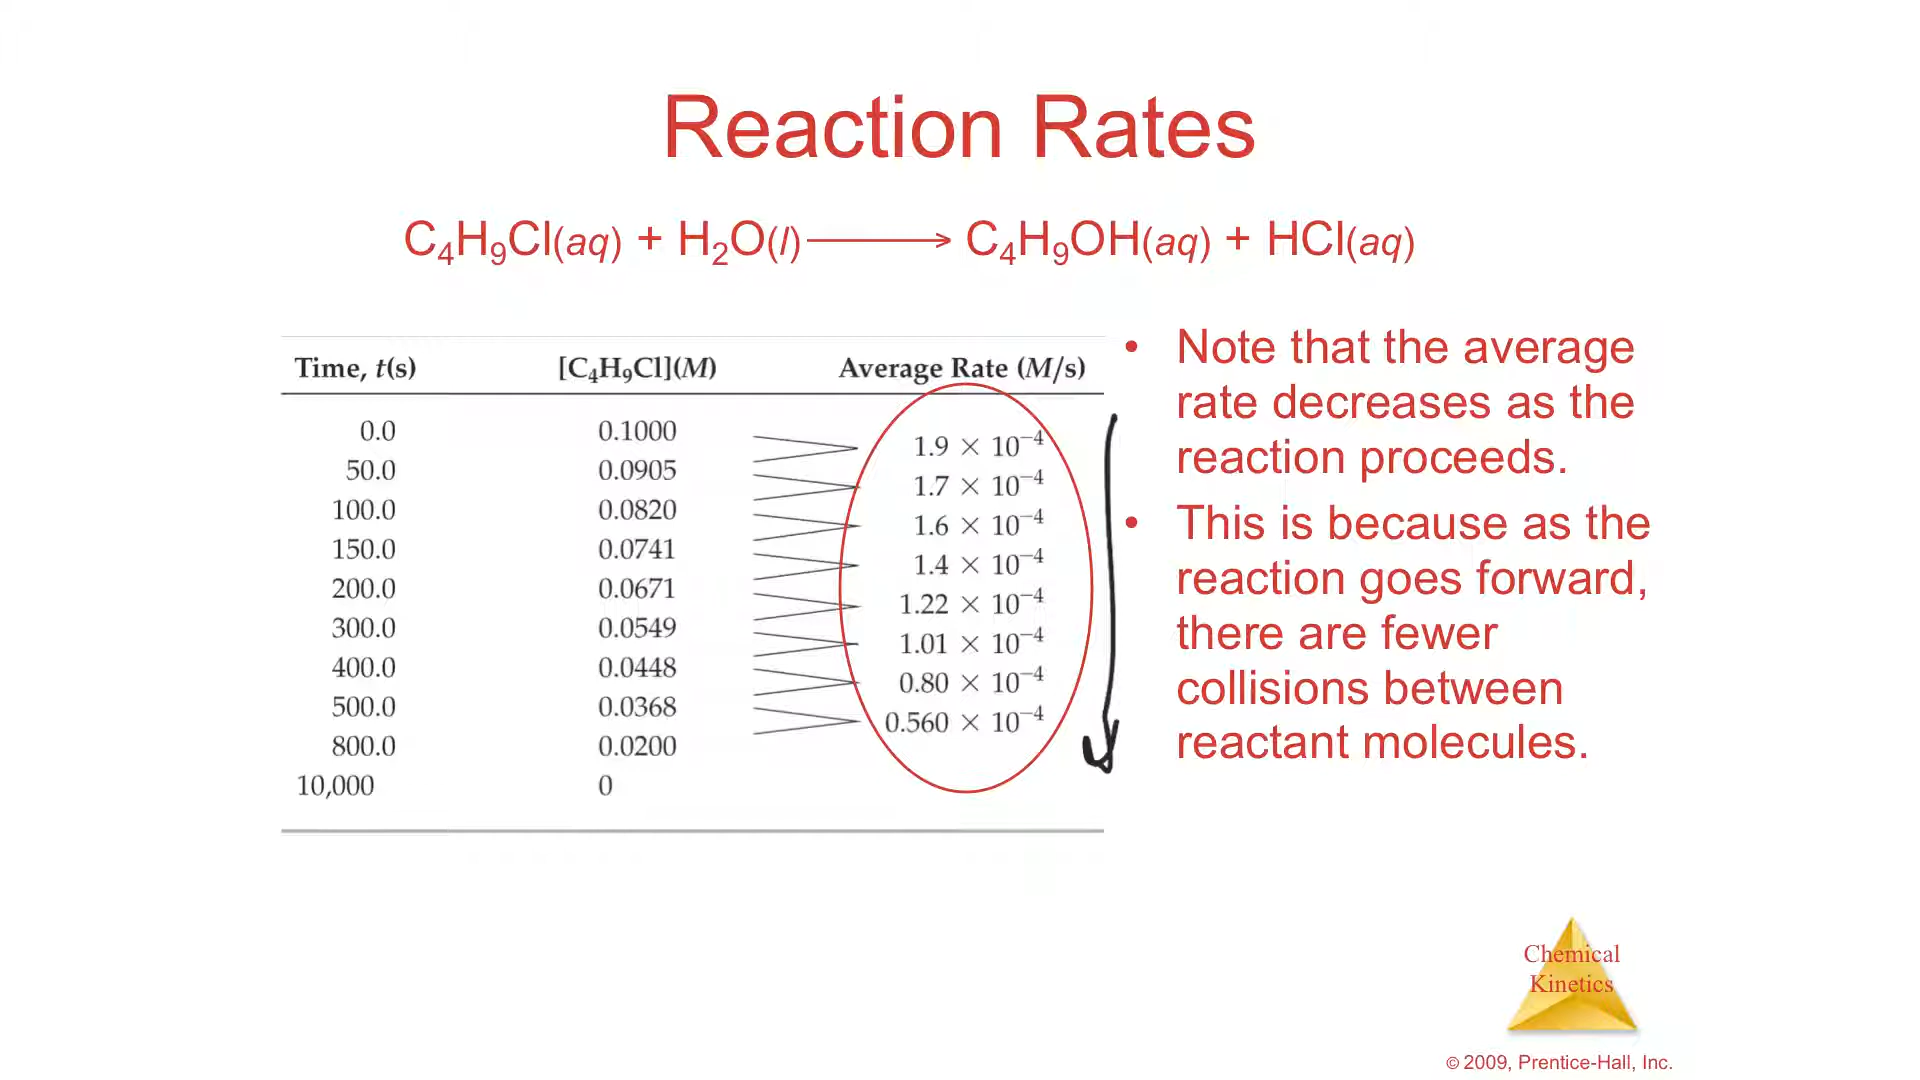 Reaction Rates
C₄H₉Cl(aq) + H₂O(l) ⟶ C₄H₉OH(aq) + HCl(aq)
Time, t(s) [C₄H₉Cl](M) Average Rate (M/s)
0.0 0.1000
1.9 × 10⁻⁴
50.0 0.0905
1.7 × 10⁻⁴
100.0 0.0820
1.6 × 10⁻⁴
150.0 0.0741
1.4 × 10⁻⁴
200.0 0.0671
1.22 × 10⁻⁴
300.0 0.0549
1.01 × 10⁻⁴
400.0 0.0448
0.80 × 10⁻⁴
500.0 0.0368
0.560 × 10⁻⁴
800.0 0.0200
10,000 0
• Note that the average
rate decreases as the
reaction proceeds.
• This is because as the
reaction goes forward,
there are fewer
collisions between
reactant molecules.
Chemical
Kinetics
© 2009, Prentice-Hall, Inc.